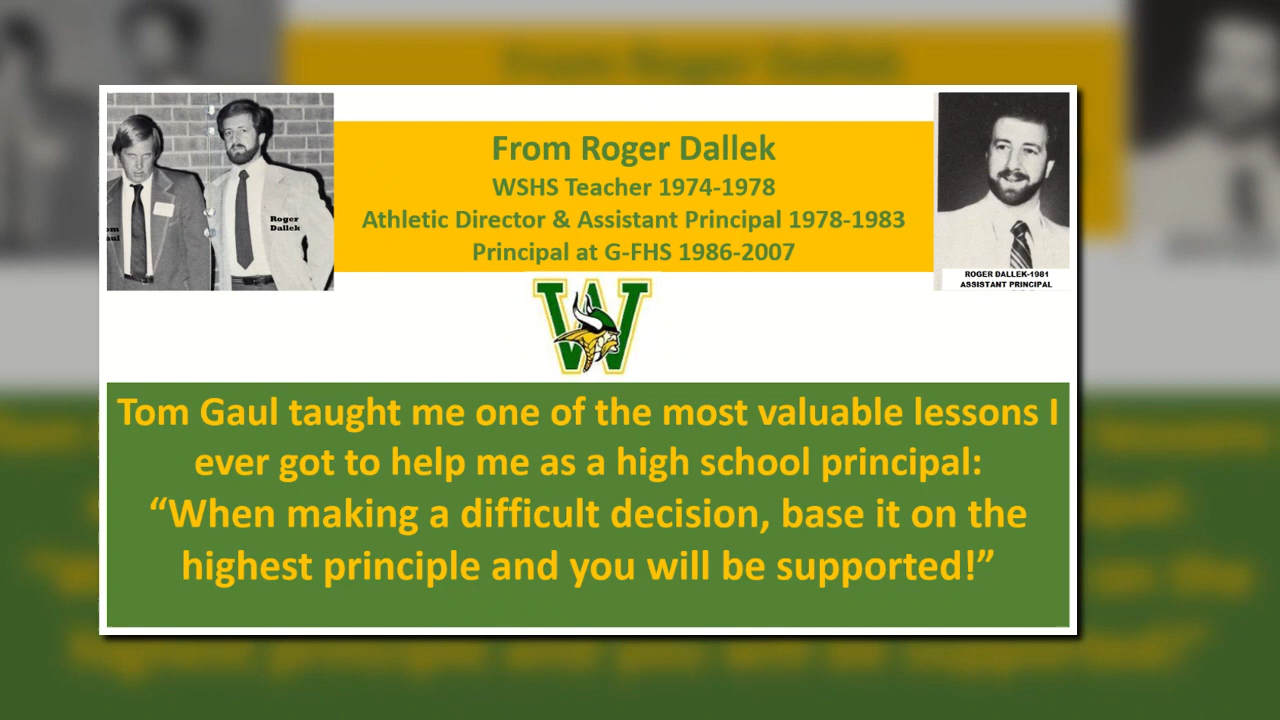 From Roger Dallek
WSHS Teacher 1974-1978
Athletic Director & Assistant Principal 1978-1983
Principal at G-FHS 1986-2007
Roger
Dallek
ROGER DALLEK-1981
ASSISTANT PRINCIPAL
W
Tom Gaul taught me one of the most valuable lessons I
ever got to help me as a high school principal:
“When making a difficult decision, base it on the
highest principle and you will be supported!”